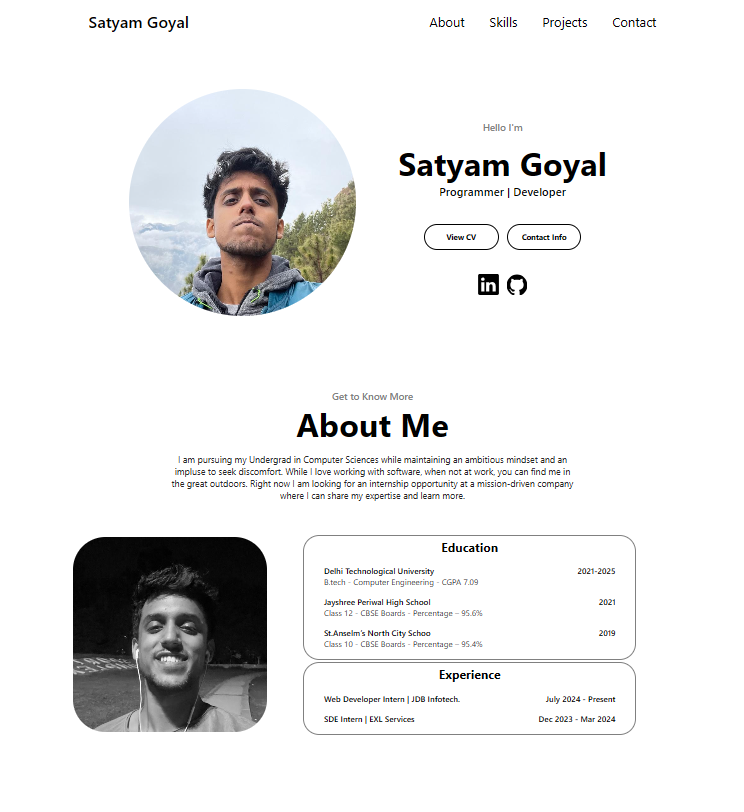 Satyam Goyal
About Skills Projects Contact
Hello I'm
Satyam Goyal
Programmer | Developer
View CV Contact Info
in
Get to Know More
About Me
I am pursuing my Undergrad in Computer Sciences while maintaining an ambitious mindset and an
impluse to seek discomfort. While I love working with software, when not at work, you can find me in
the great outdoors. Right now I am looking for an internship opportunity at a mission-driven company
where I can share my expertise and learn more.
Education
Delhi Technological University 2021-2025
B.tech - Computer Engineering - CGPA 7.09
Jayshree Periwal High School 2021
Class 12 - CBSE Boards - Percentage – 95.6%
St.Anselm's North City Schoo 2019
Class 10 - CBSE Boards - Percentage – 95.4%
Experience
Web Developer Intern | JDB Infotech. July 2024 - Present
SDE Intern | EXL Services Dec 2023 - Mar 2024